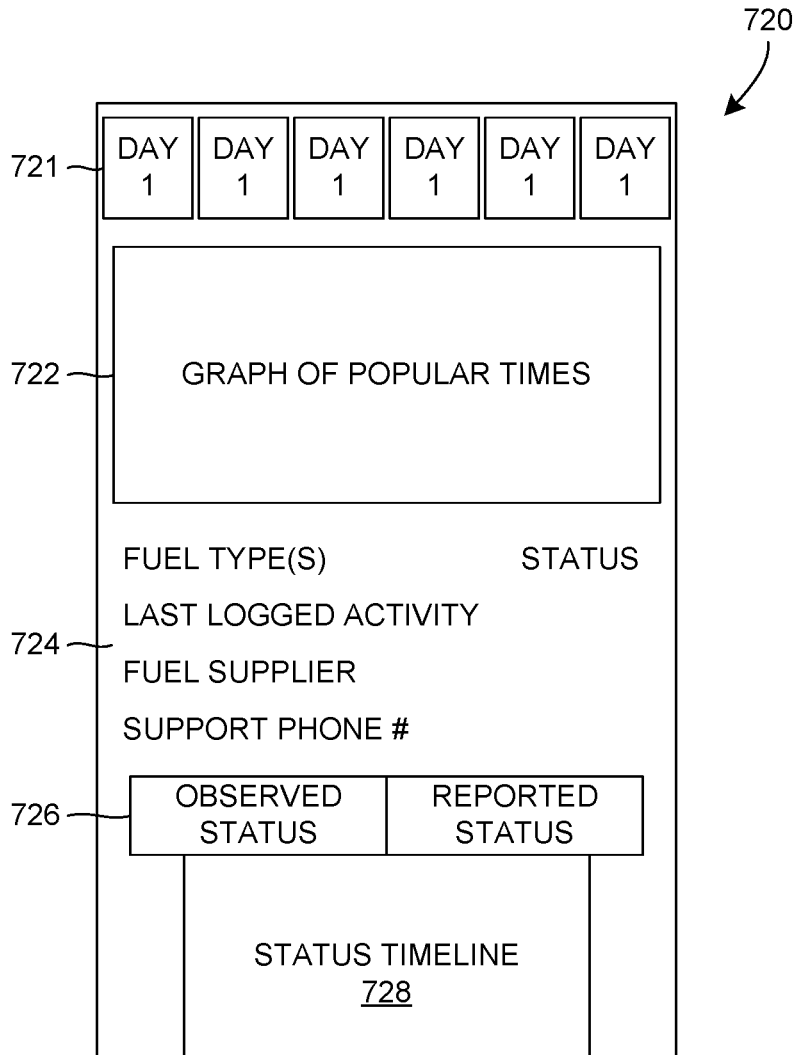 720
721
DAY 1 DAY 1 DAY 1 DAY 1 DAY 1 DAY 1
722
GRAPH OF POPULAR TIMES
FUEL TYPE(S) STATUS
LAST LOGGED ACTIVITY
724
FUEL SUPPLIER
SUPPORT PHONE #
726
OBSERVED STATUS REPORTED STATUS
STATUS TIMELINE
728